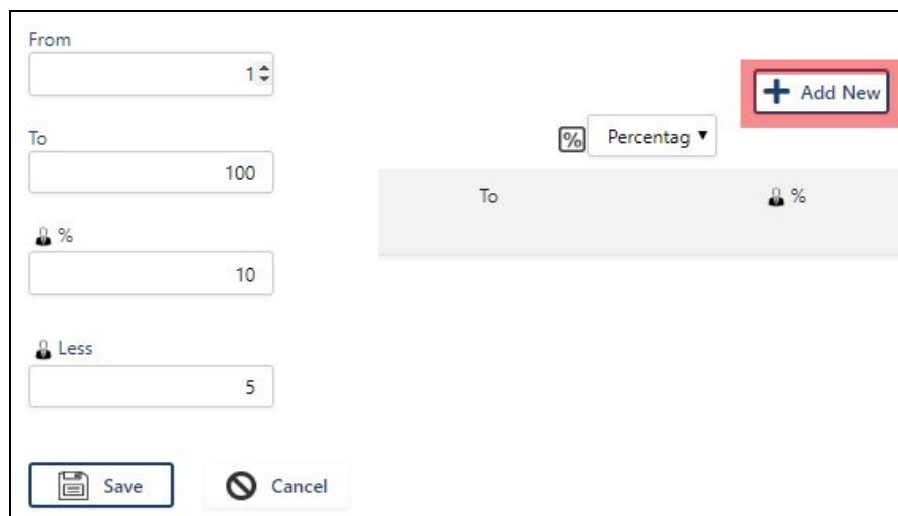 From
1
To
100
%
10
Less
5
Save
Cancel
Add New
% Percentag
To
%